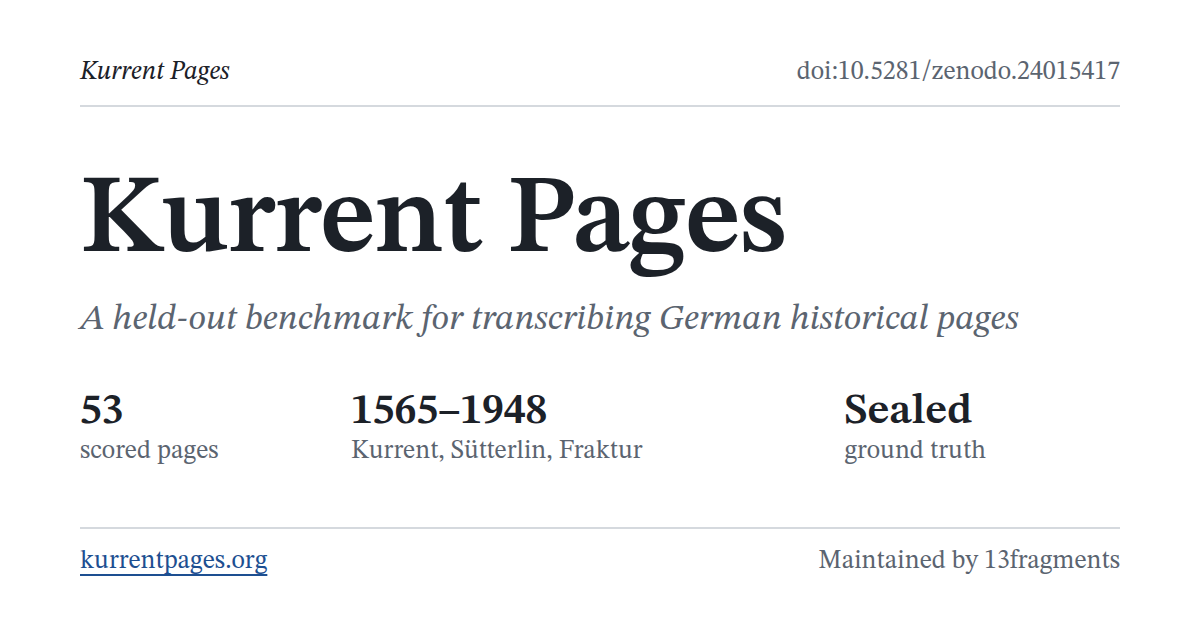 Kurrent Pages
doi:10.5281/zenodo.24015417
Kurrent Pages
A held-out benchmark for transcribing German historical pages
53
scored pages
1565–1948
Kurrent, Sütterlin, Fraktur
Sealed
ground truth
kurrentpages.org
Maintained by 13fragments